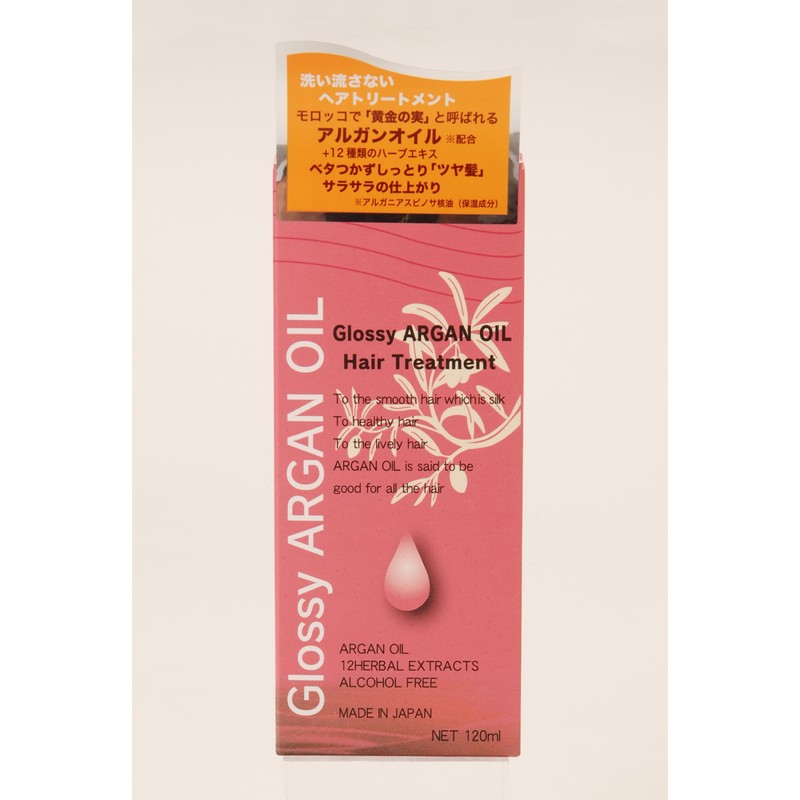 洗い流さない
ヘアトリートメント
モロッコで「黄金の実」と呼ばれる
アルガンオイル ※配合
+12種類のハーブエキス
ベタつかずしっとり「ツヤ髪」
サラサラの仕上がり
※アルガニアスピノサ核油（保湿成分）
Glossy ARGAN OIL
Glossy ARGAN OIL
Hair Treatment
To the smooth hair which is silk
To healthy hair
To the lively hair
ARGAN OIL is said to be
good for all the hair
ARGAN OIL
12HERBAL EXTRACTS
ALCOHOL FREE
MADE IN JAPAN
NET 120ml